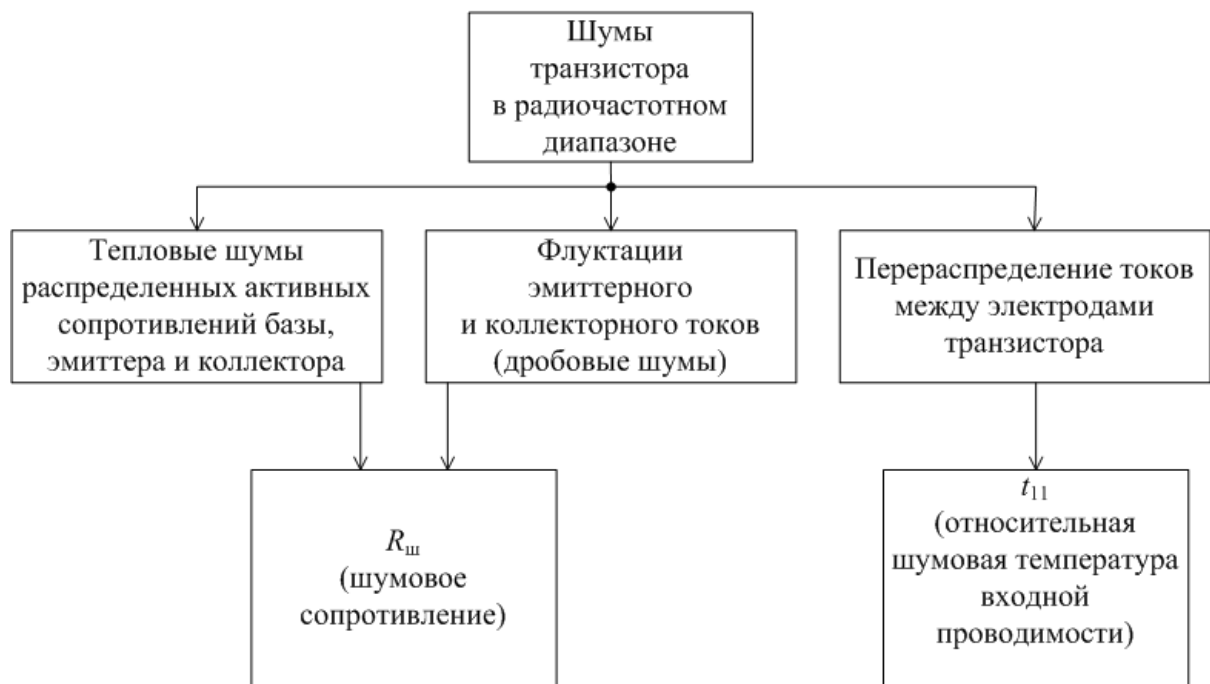 Шумы
транзистора
в радиочастотном
диапазоне
Тепловые шумы
распределенных активных
сопротивлений базы,
эмиттера и коллектора
Флуктации
эмиттерного
и коллекторного токов
(дробовые шумы)
Перераспределение токов
между электродами
транзистора
Rш
(шумовое
сопротивление)
t11
(относительная
шумовая температура
входной
проводимости)